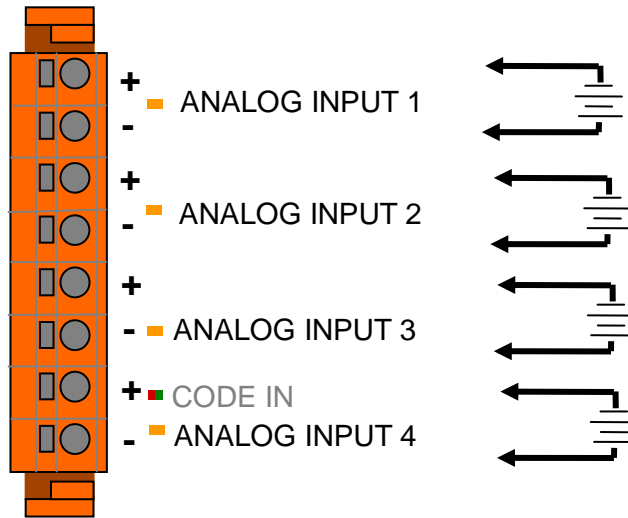 +
ANALOG INPUT 1
-
+
ANALOG INPUT 2
-
+
- ANALOG INPUT 3
+ CODE IN
- ANALOG INPUT 4